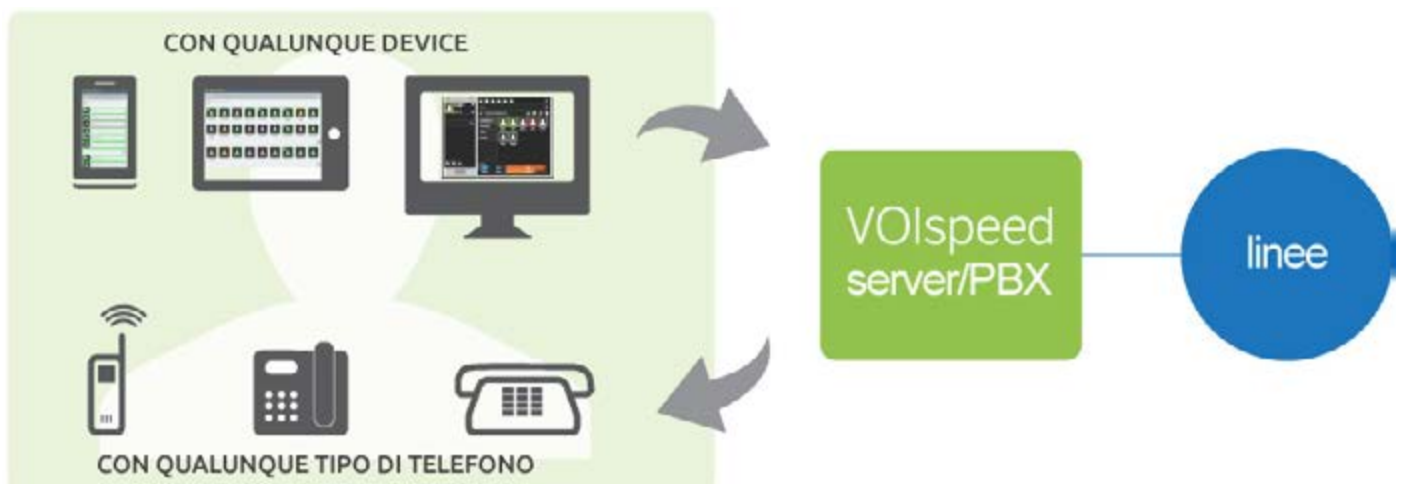 CON QUALUNQUE DEVICE
VOIspeed
server/PBX
linee
CON QUALUNQUE TIPO DI TELEFONO